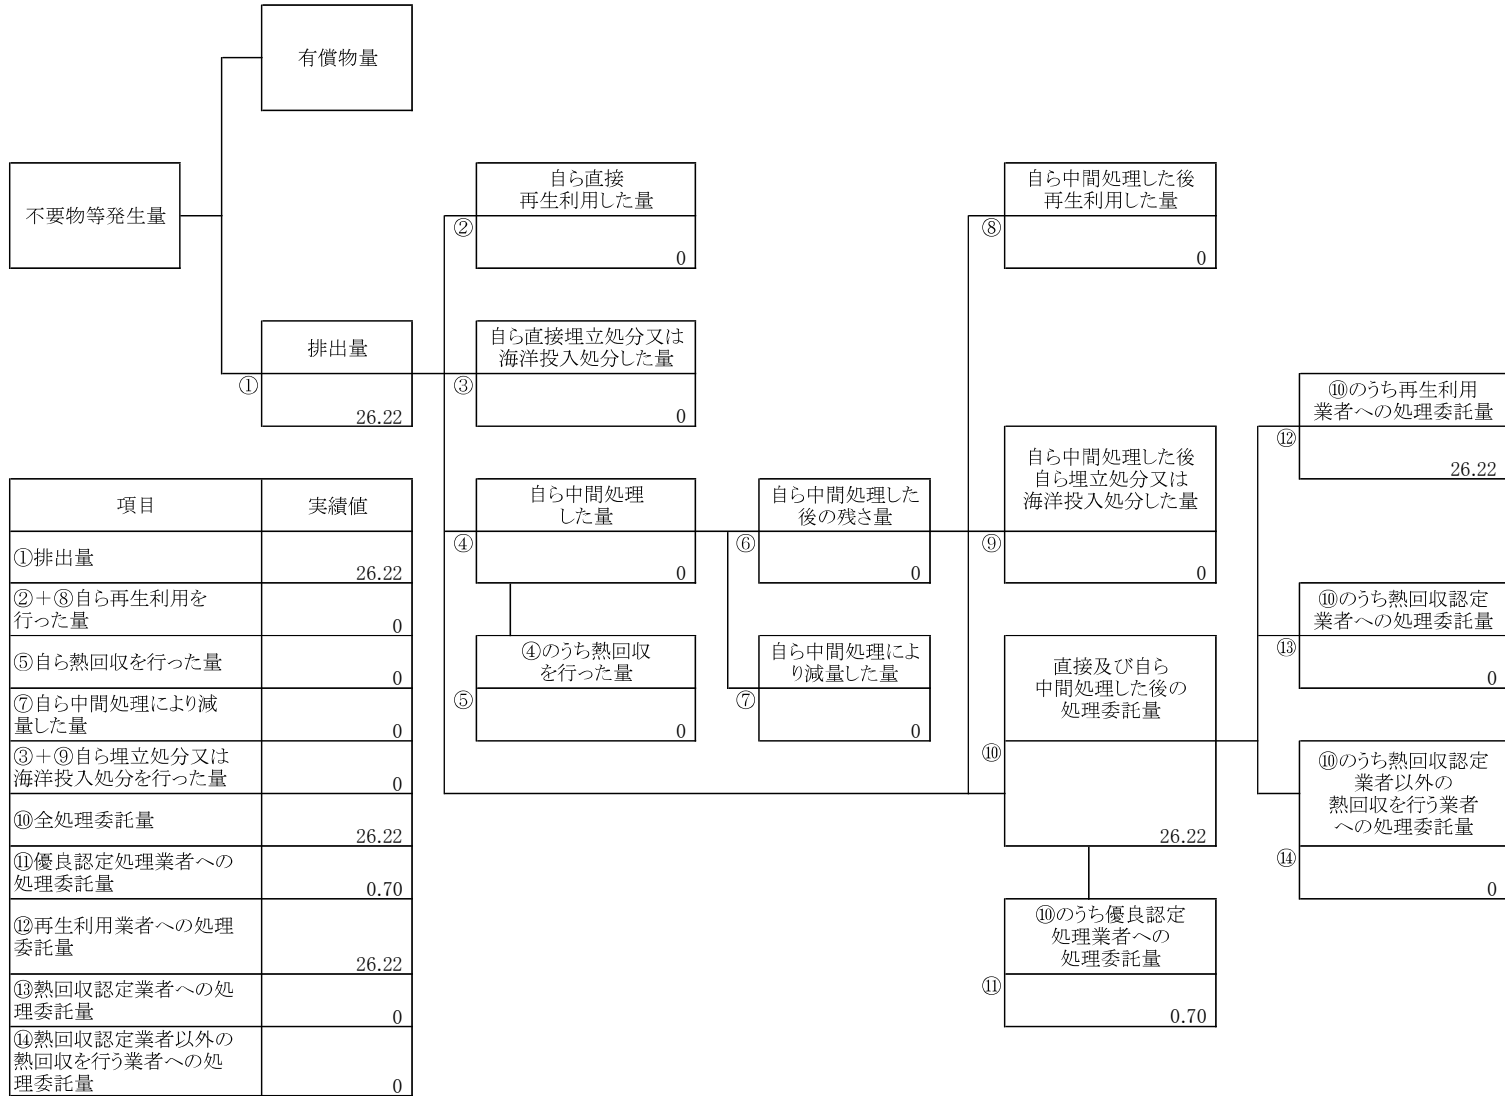 有償物量
不要物等発生量
自ら直接
再生利用した量
②
0
自ら中間処理した後
再生利用した量
⑧
0
排出量
①
26.22
自ら直接埋立処分又は
海洋投入処分した量
③
0
⑩のうち再生利用
業者への処理委託量
⑫
26.22
自ら中間処理
した量
④
0
自ら中間処理した
後の残さ量
⑥
0
自ら中間処理した後
自ら埋立処分又は
海洋投入処分した量
⑨
0
⑩のうち熱回収認定
業者への処理委託量
⑬
0
④のうち熱回収
を行った量
⑤
0
自ら中間処理によ
り減量した量
⑦
0
直接及び自ら
中間処理した後の
処理委託量
⑩
26.22
⑩のうち熱回収認定
業者以外の
熱回収を行う業者
への処理委託量
⑭
0
⑩のうち優良認定
処理業者への
処理委託量
⑪
0.70
項目 実績値
①排出量
26.22
②+⑧自ら再生利用を
行った量
0
⑤自ら熱回収を行った量
0
⑦自ら中間処理により減
量した量
0
③+⑨自ら埋立処分又は
海洋投入処分を行った量
0
⑩全処理委託量
26.22
⑪優良認定処理業者への
処理委託量
0.70
⑫再生利用業者への処理
委託量
26.22
⑬熱回収認定業者への処
理委託量
0
⑭熱回収認定業者以外の
熱回収を行う業者への処
理委託量
0